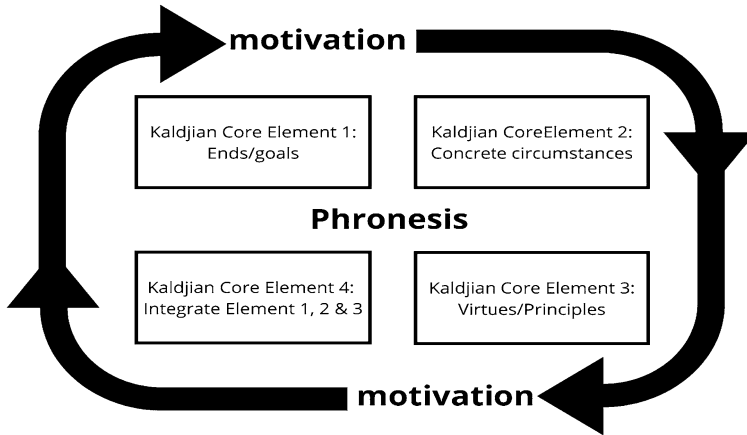 motivation
Kaldjian Core Element 1:
Ends/goals
Kaldjian CoreElement 2:
Concrete circumstances
Phronesis
Kaldjian Core Element 4:
Integrate Element 1, 2 & 3
Kaldjian Core Element 3:
Virtues/Principles
motivation